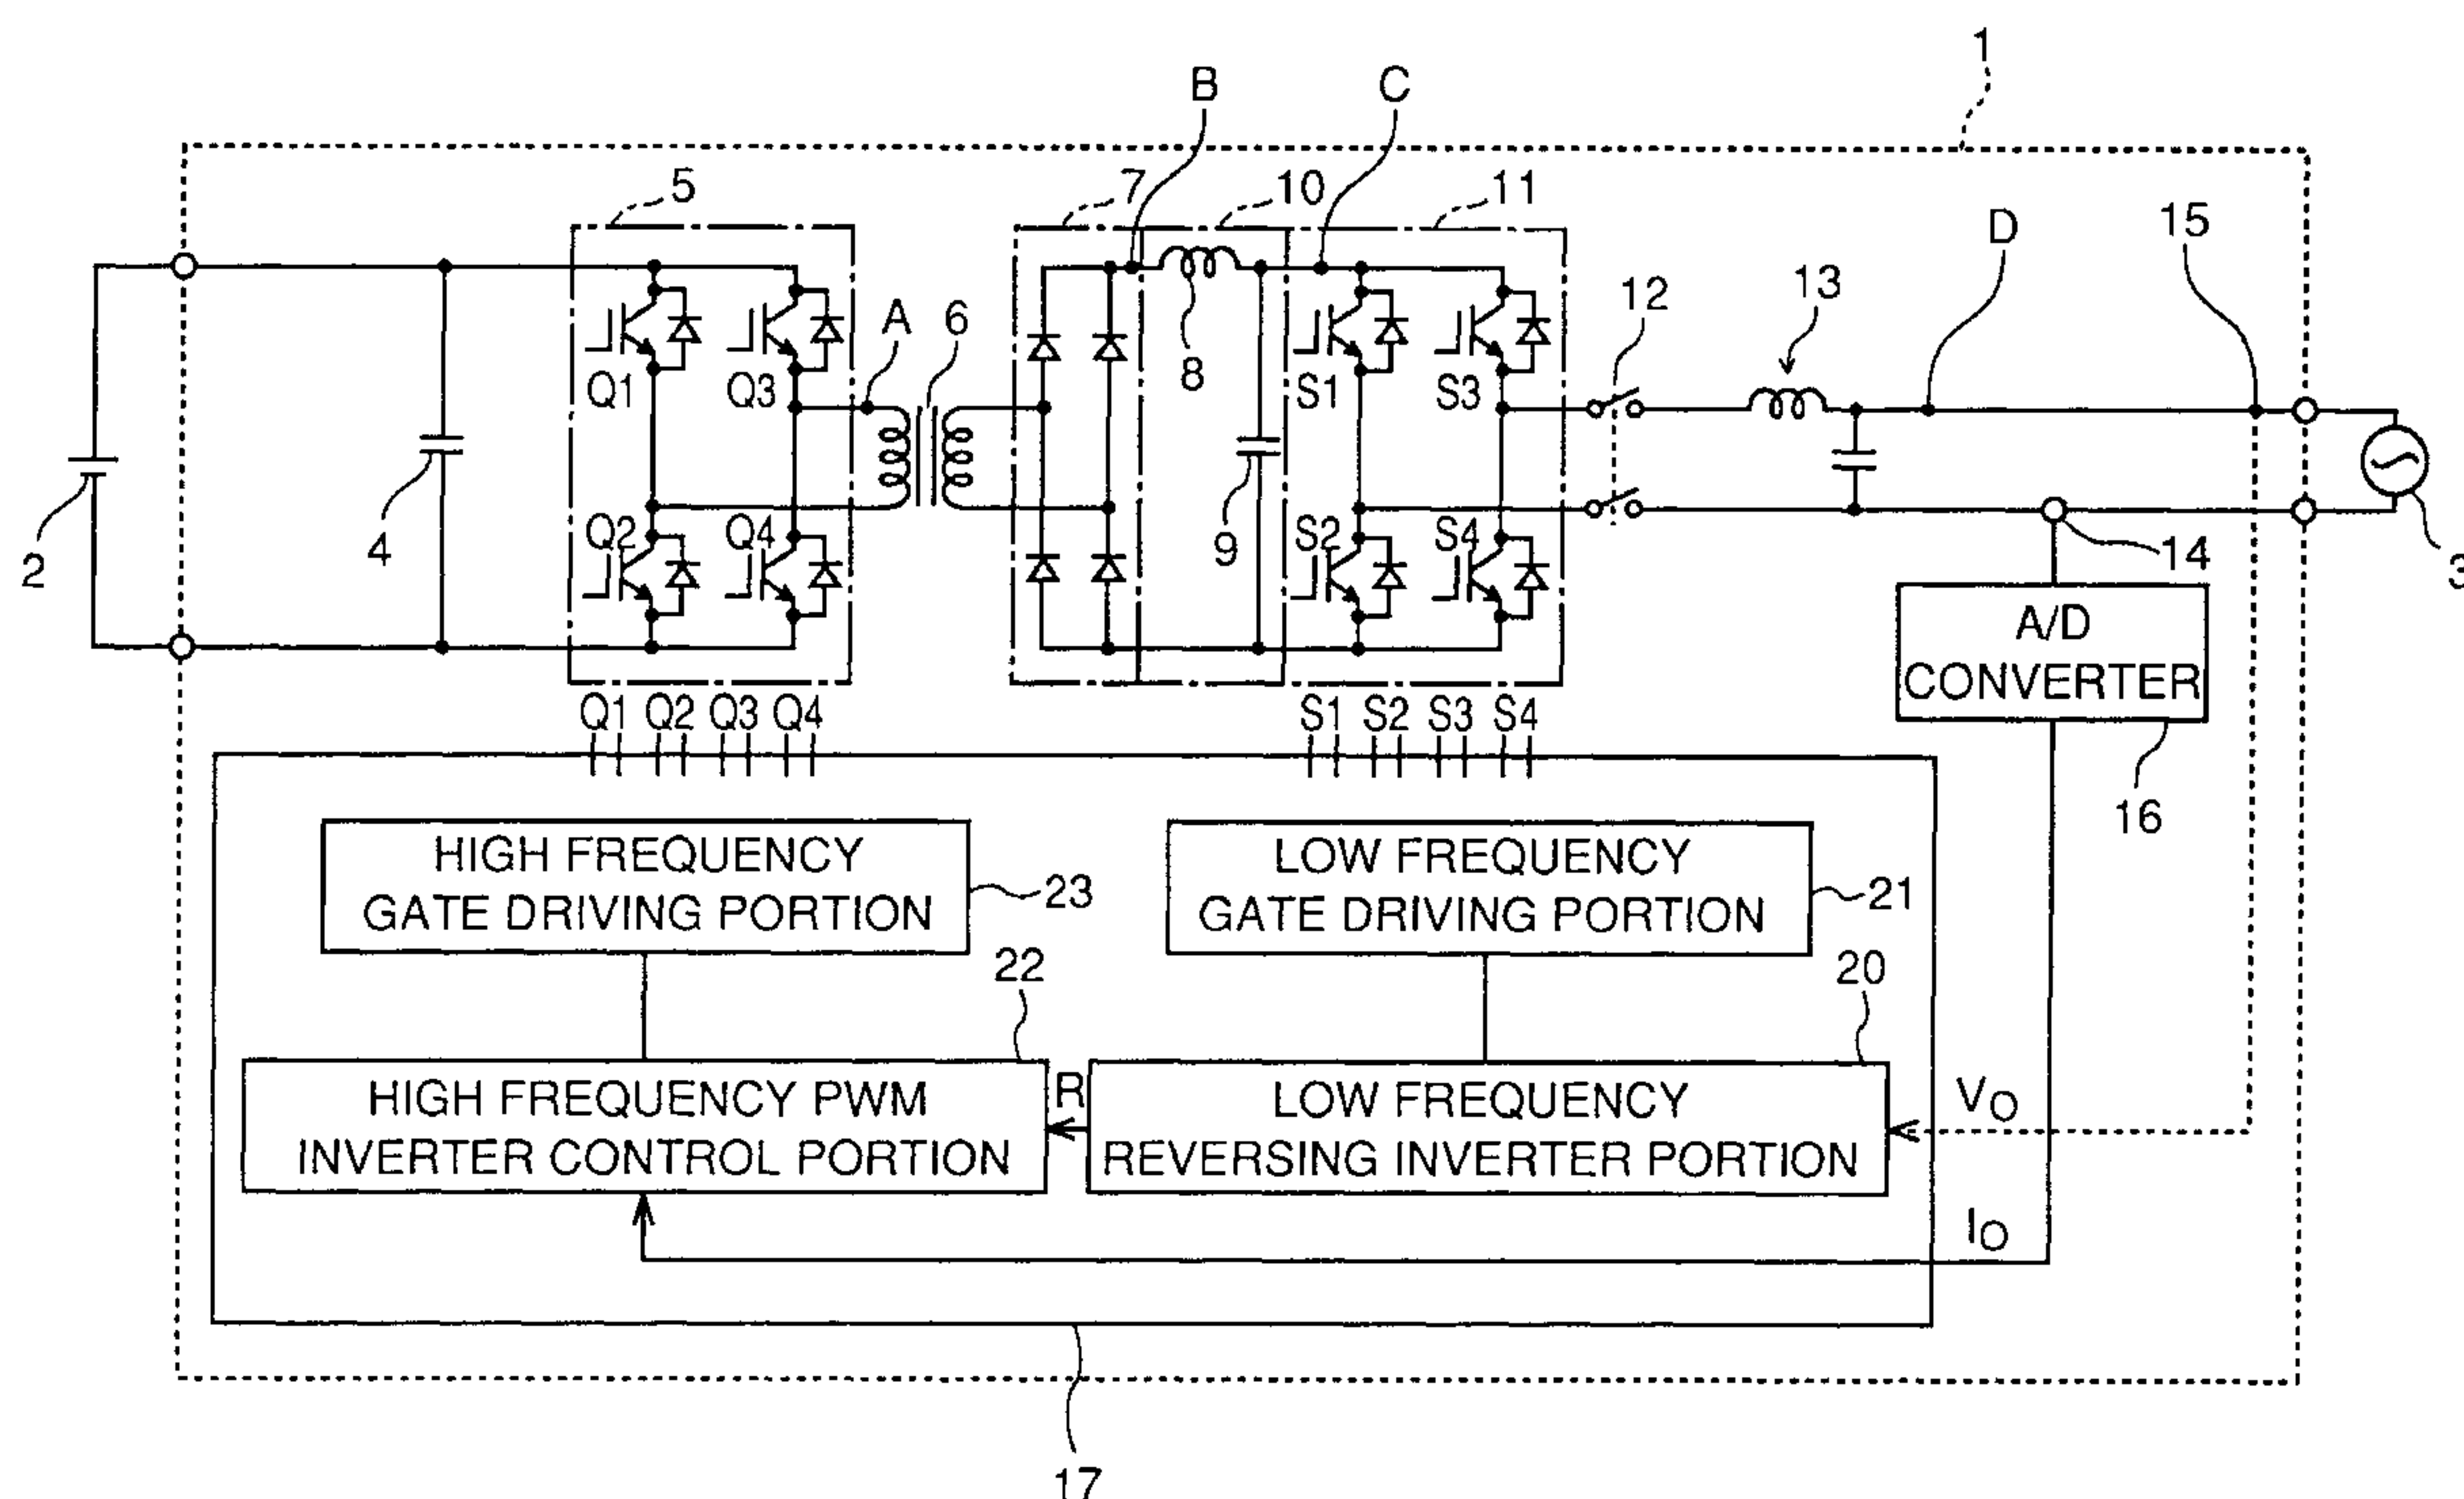 1
B
C
5
7
10
11
D
15
A
6
12
13
8
Q1
Q3
S1
S3
2
4
Q2
Q4
9
S2
S4
14
3
A/D
CONVERTER
16
Q1 Q2 Q3 Q4
S1 S2 S3 S4
HIGH FREQUENCY
GATE DRIVING PORTION
23
LOW FREQUENCY
GATE DRIVING PORTION
21
22
20
HIGH FREQUENCY PWM
INVERTER CONTROL PORTION
R
LOW FREQUENCY
REVERSING INVERTER PORTION
VO
IO
17